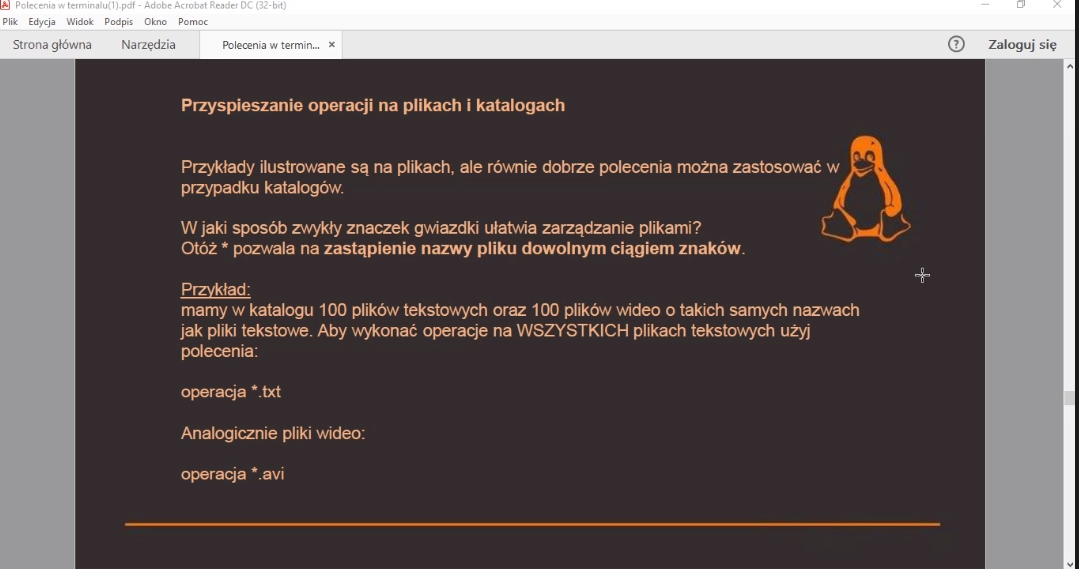 Polecenia w terminalu(1).pdf - Adobe Acrobat Reader DC (32-bit)
Plik Edycja Widok Podpis Okno Pomoc
Strona główna Narzędzia Polecenia w termin... × ? Zaloguj się
Przyspieszanie operacji na plikach i katalogach
Przykłady ilustrowane są na plikach, ale równie dobrze polecenia można zastosować w
przypadku katalogów.
W jaki sposób zwykły znaczek gwiazdki ułatwia zarządzanie plikami?
Otóż * pozwala na zastąpienie nazwy pliku dowolnym ciągiem znaków.
Przykład:
mamy w katalogu 100 plików tekstowych oraz 100 plików wideo o takich samych nazwach
jak pliki tekstowe. Aby wykonać operacje na WSZYSTKICH plikach tekstowych użyj
polecenia:
operacja *.txt
Analogicznie pliki wideo:
operacja *.avi